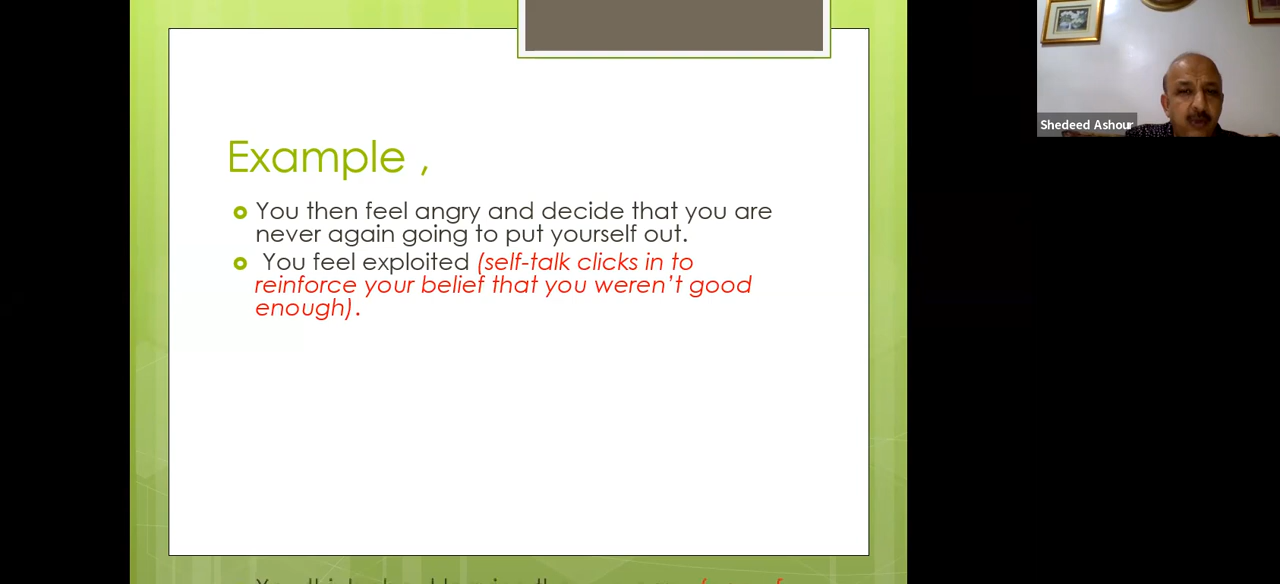 Example ,
You then feel angry and decide that you are
never again going to put yourself out.
You feel exploited (self-talk clicks in to
reinforce your belief that you weren't good
enough).
Shedeed Ashour